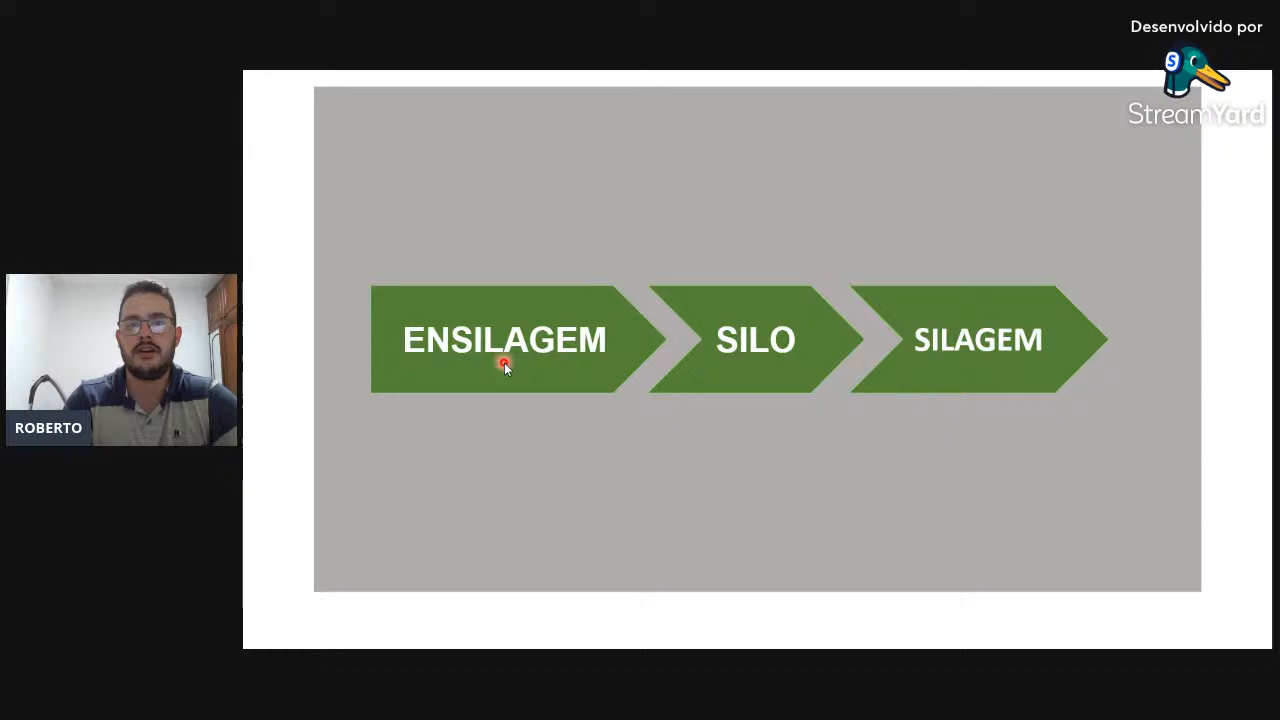 Desenvolvido por
StreamYard
ENSILAGEM
SILO
SILAGEM
ROBERTO